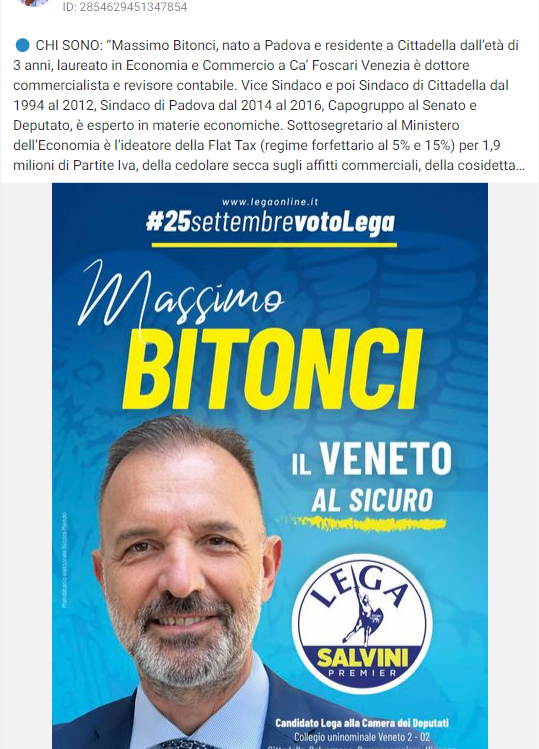 ID: 2854629451347854
CHI SONO: “Massimo Bitonci, nato a Padova e residente a Cittadella dall’età di
3 anni, laureato in Economia e Commercio a Ca’ Foscari Venezia è dottore
commercialista e revisore contabile. Vice Sindaco e poi Sindaco di Cittadella dal
1994 al 2012, Sindaco di Padova dal 2014 al 2016, Capogruppo al Senato e
Deputato, è esperto in materie economiche. Sottosegretario al Ministero
dell’Economia è l’ideatore della Flat Tax (regime forfettario al 5% e 15%) per 1,9
milioni di Partite Iva, della cedolare secca sugli affitti commerciali, della cosidetta...
www.legaonline.it
#25settembrevotoLega
Massimo
BITONCI
IL VENETO
AL SICURO
Mandatario elettorale Nicola Mendo
LEGA
SALVINI
PREMIER
Candidato Lega alla Camera dei Deputati
Collegio uninominale Veneto 2 - 02